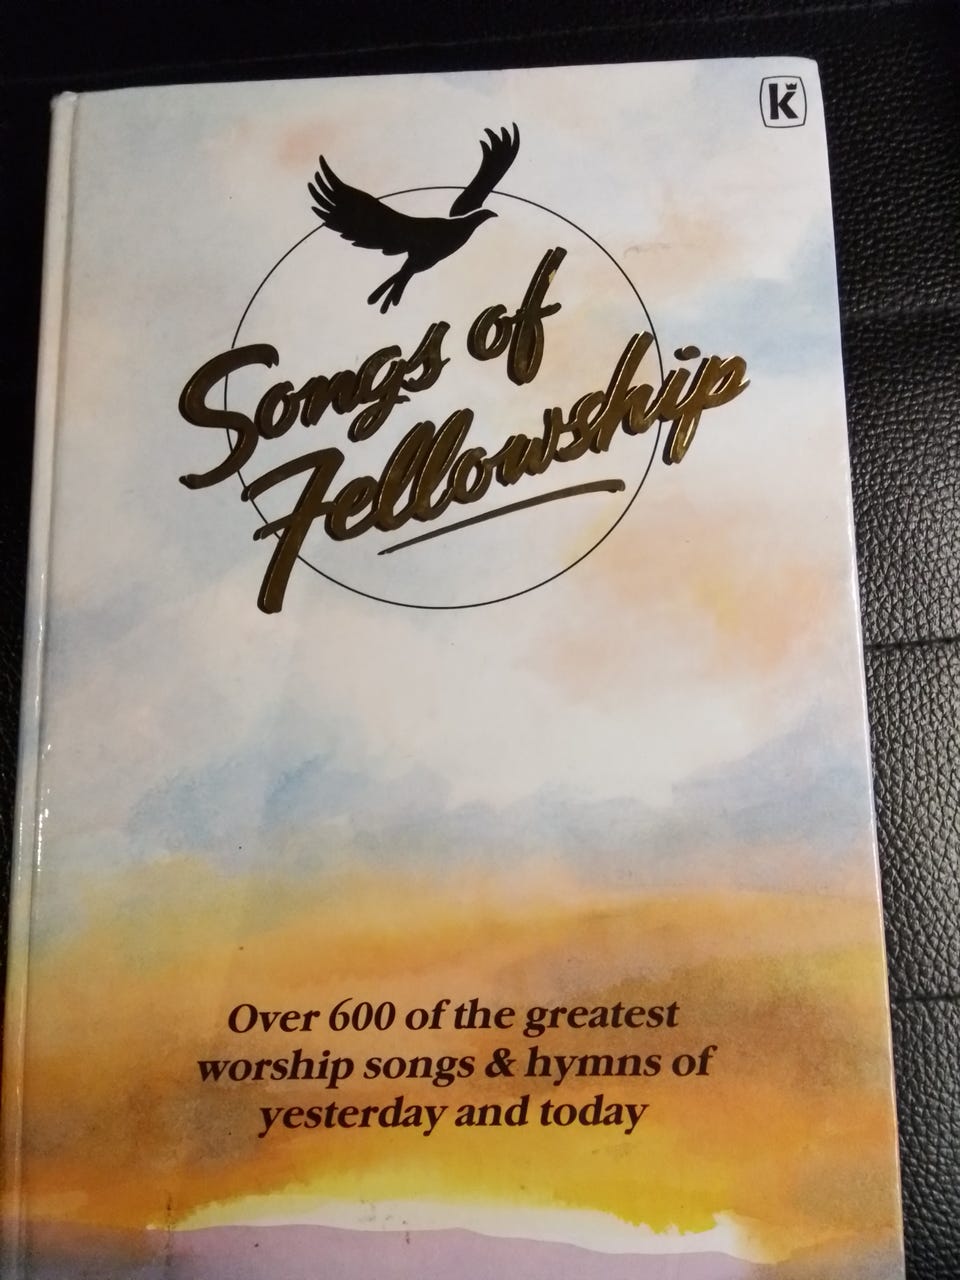 k
Songs of
Fellowship
Over 600 of the greatest
worship songs & hymns of
yesterday and today